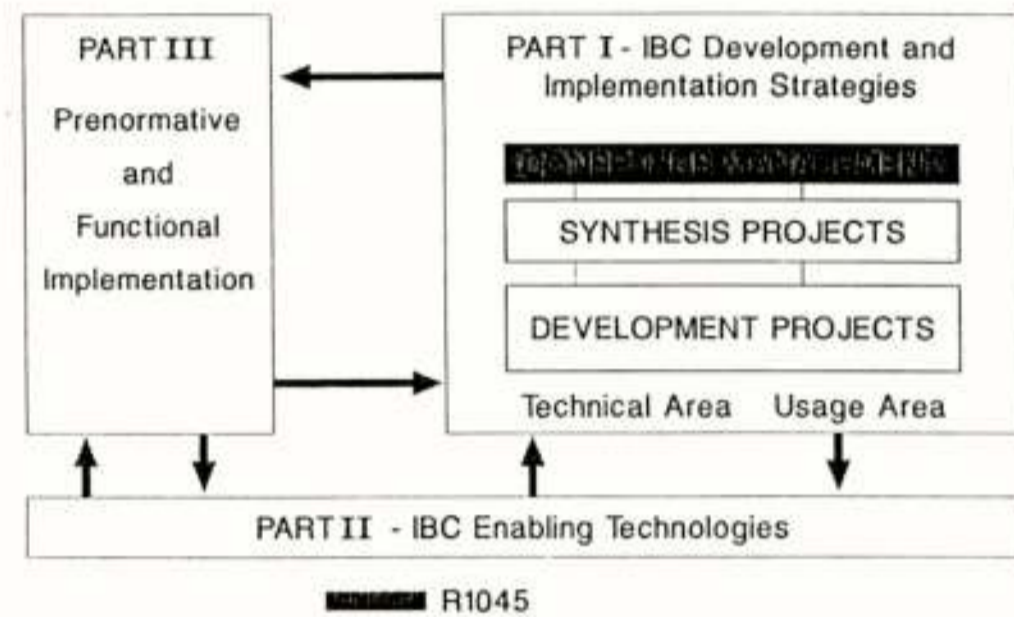 PART III
Prenormative
and
Functional
Implementation
PART I - IBC Development and
Implementation Strategies
SYNTHESIS PROJECTS
DEVELOPMENT PROJECTS
Technical Area Usage Area
PART II - IBC Enabling Technologies
R1045